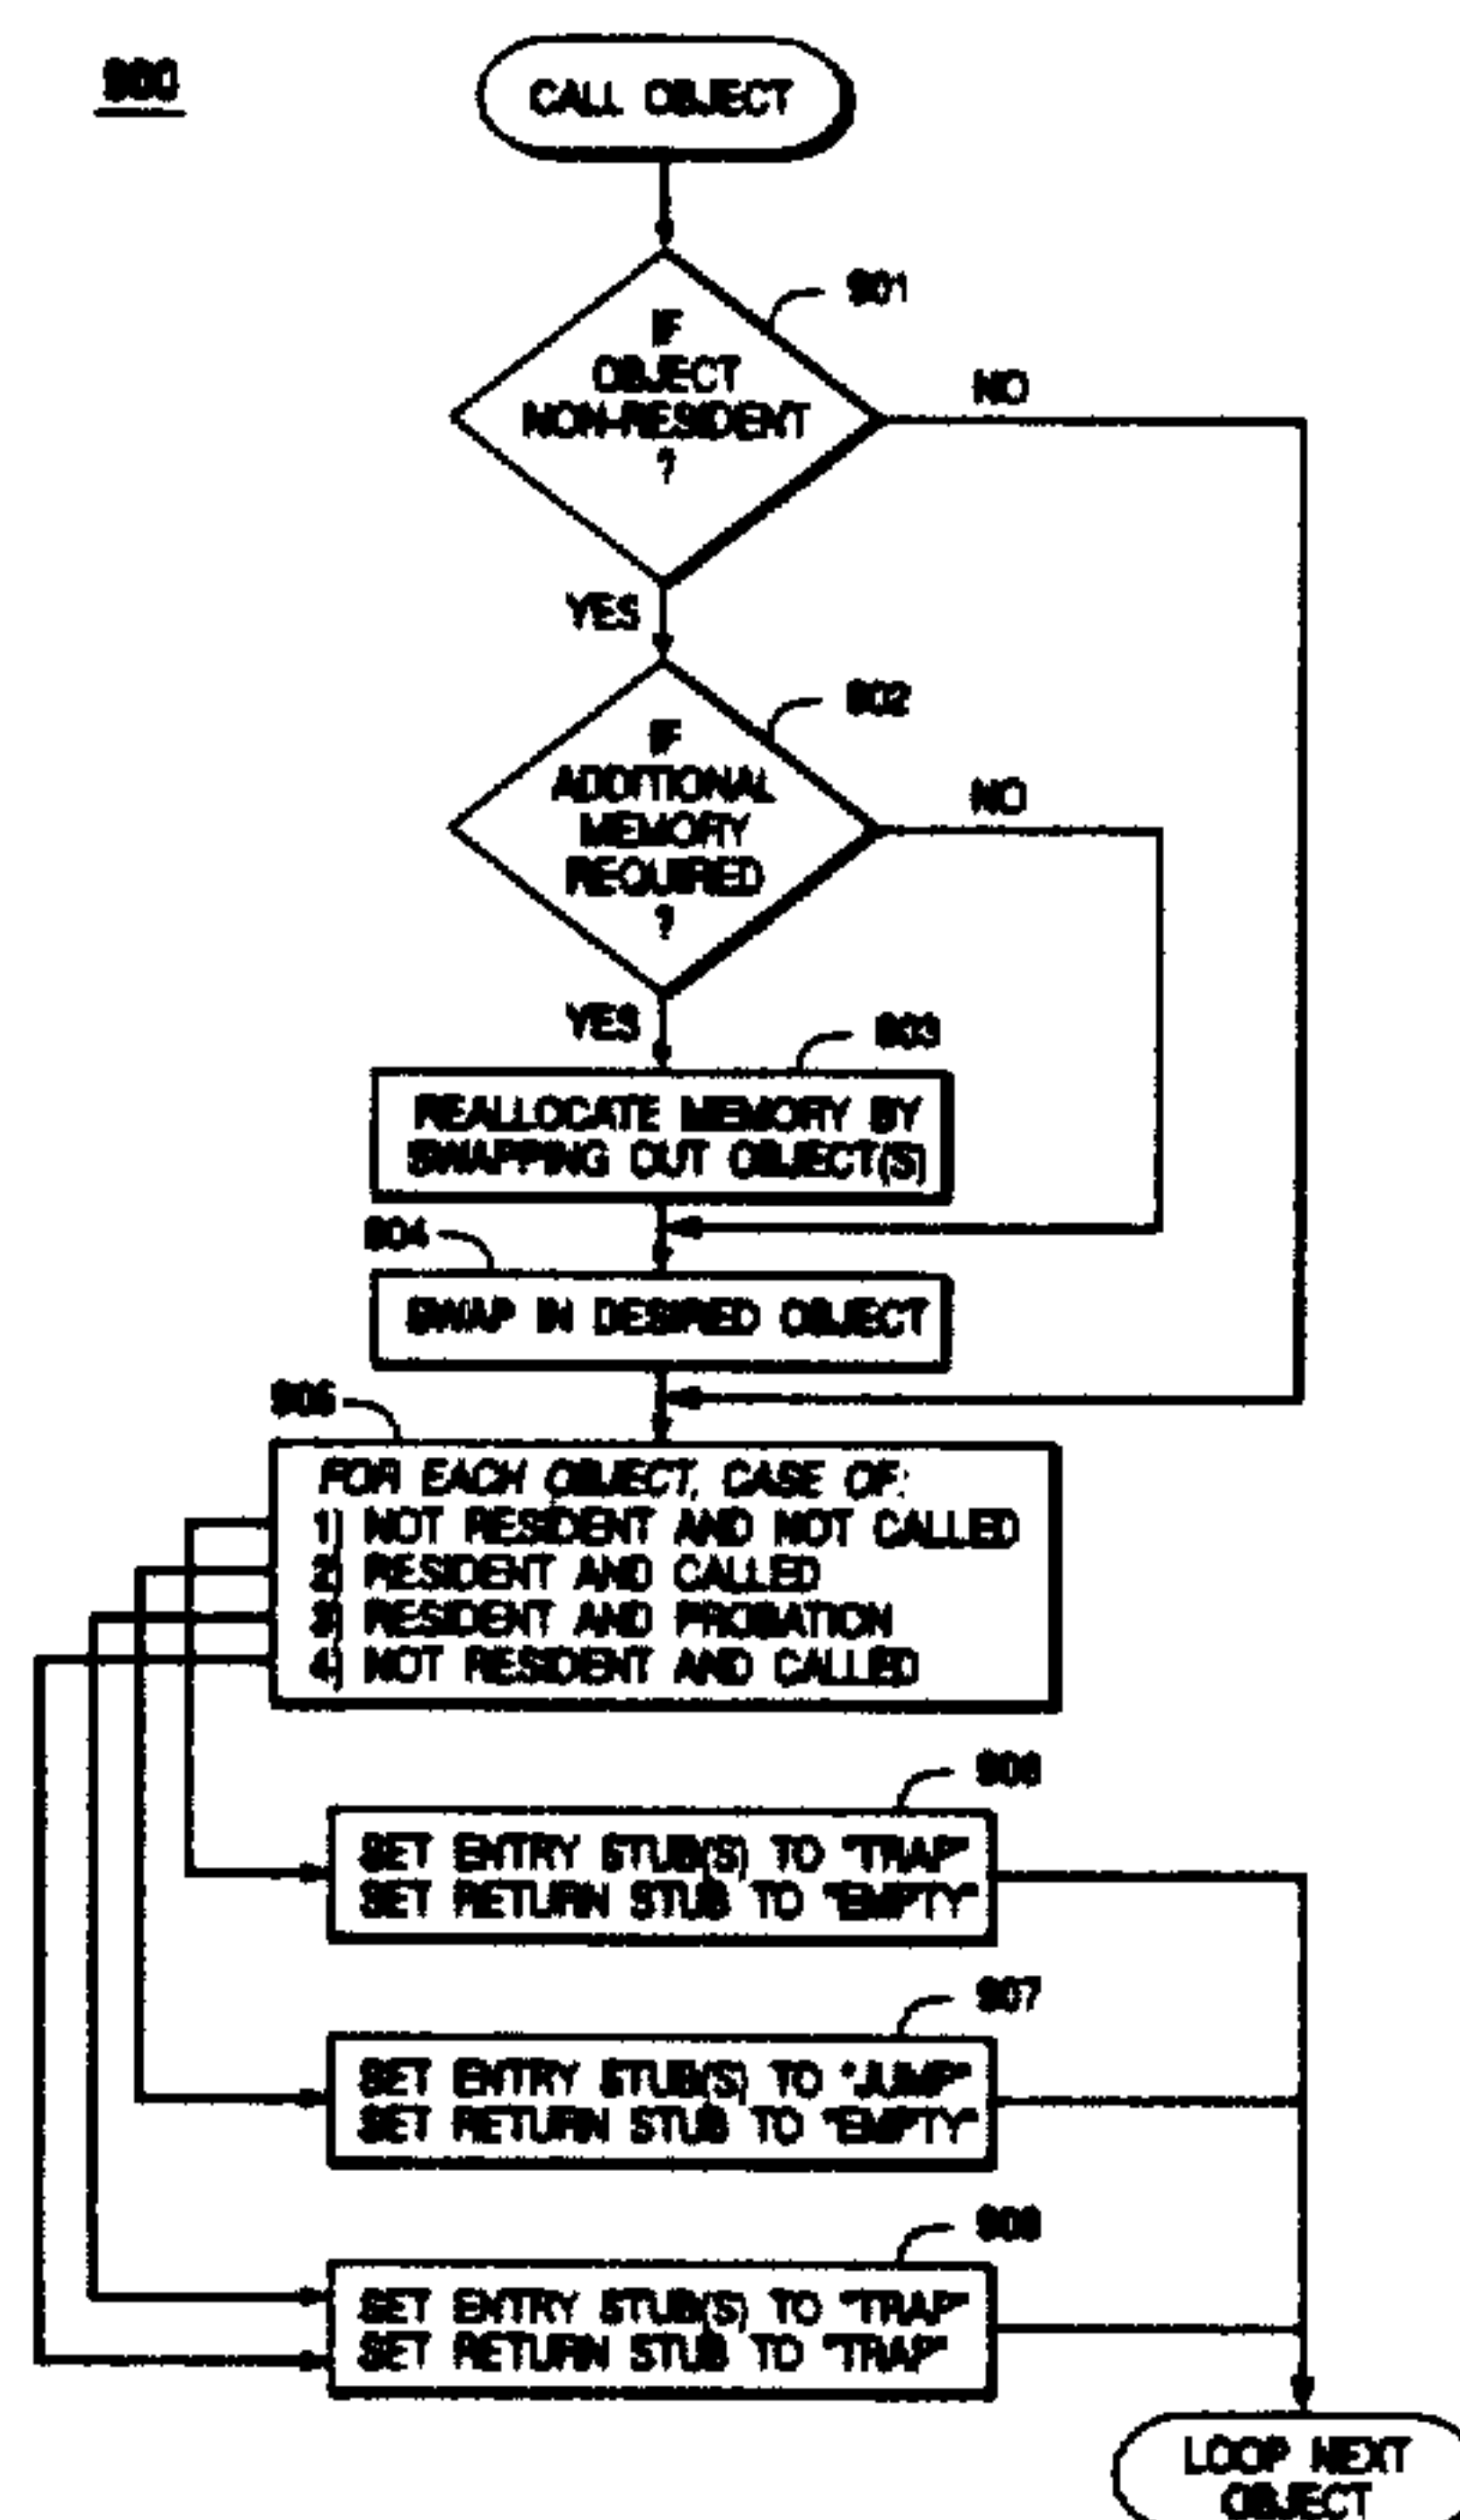 900
CALL OBJECT
901
IF
OBJECT
NON-RESIDENT
?
NO
YES
902
IF
ADDITIONAL
MEMORY
REQUIRED
?
NO
YES
903
REALLOCATE MEMORY BY
SWAPPING OUT OBJECT(S)
904
SWAP IN DESIRED OBJECT
905
FOR EACH OBJECT, CASE OF:
1) NOT RESIDENT AND NOT CALLED
2) RESIDENT AND CALLED
3) RESIDENT AND PROBATION
4) NOT RESIDENT AND CALLED
906
SET ENTRY STUB(S) TO "TRAP"
SET RETURN STUB TO "EMPTY"
907
SET ENTRY STUB(S) TO "JUMP"
SET RETURN STUB TO "EMPTY"
908
SET ENTRY STUB(S) TO "TRAP"
SET RETURN STUB TO "TRAP"
LOOP NEXT
OBJECT